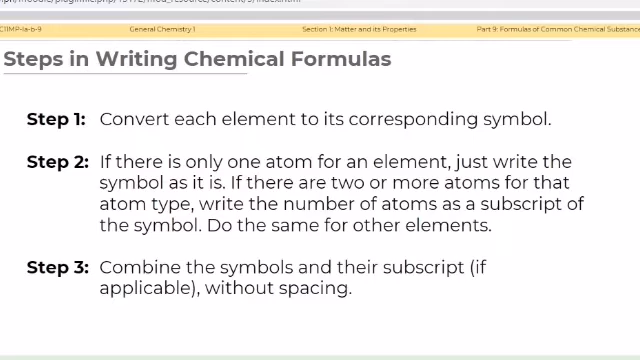 C11MP-Ia-b-9 General Chemistry 1 Section 1: Matter and its Properties Part 9: Formulas of Common Chemical Substance
Steps in Writing Chemical Formulas
Step 1: Convert each element to its corresponding symbol.
Step 2: If there is only one atom for an element, just write the
symbol as it is. If there are two or more atoms for that
atom type, write the number of atoms as a subscript of
the symbol. Do the same for other elements.
Step 3: Combine the symbols and their subscript (if
applicable), without spacing.